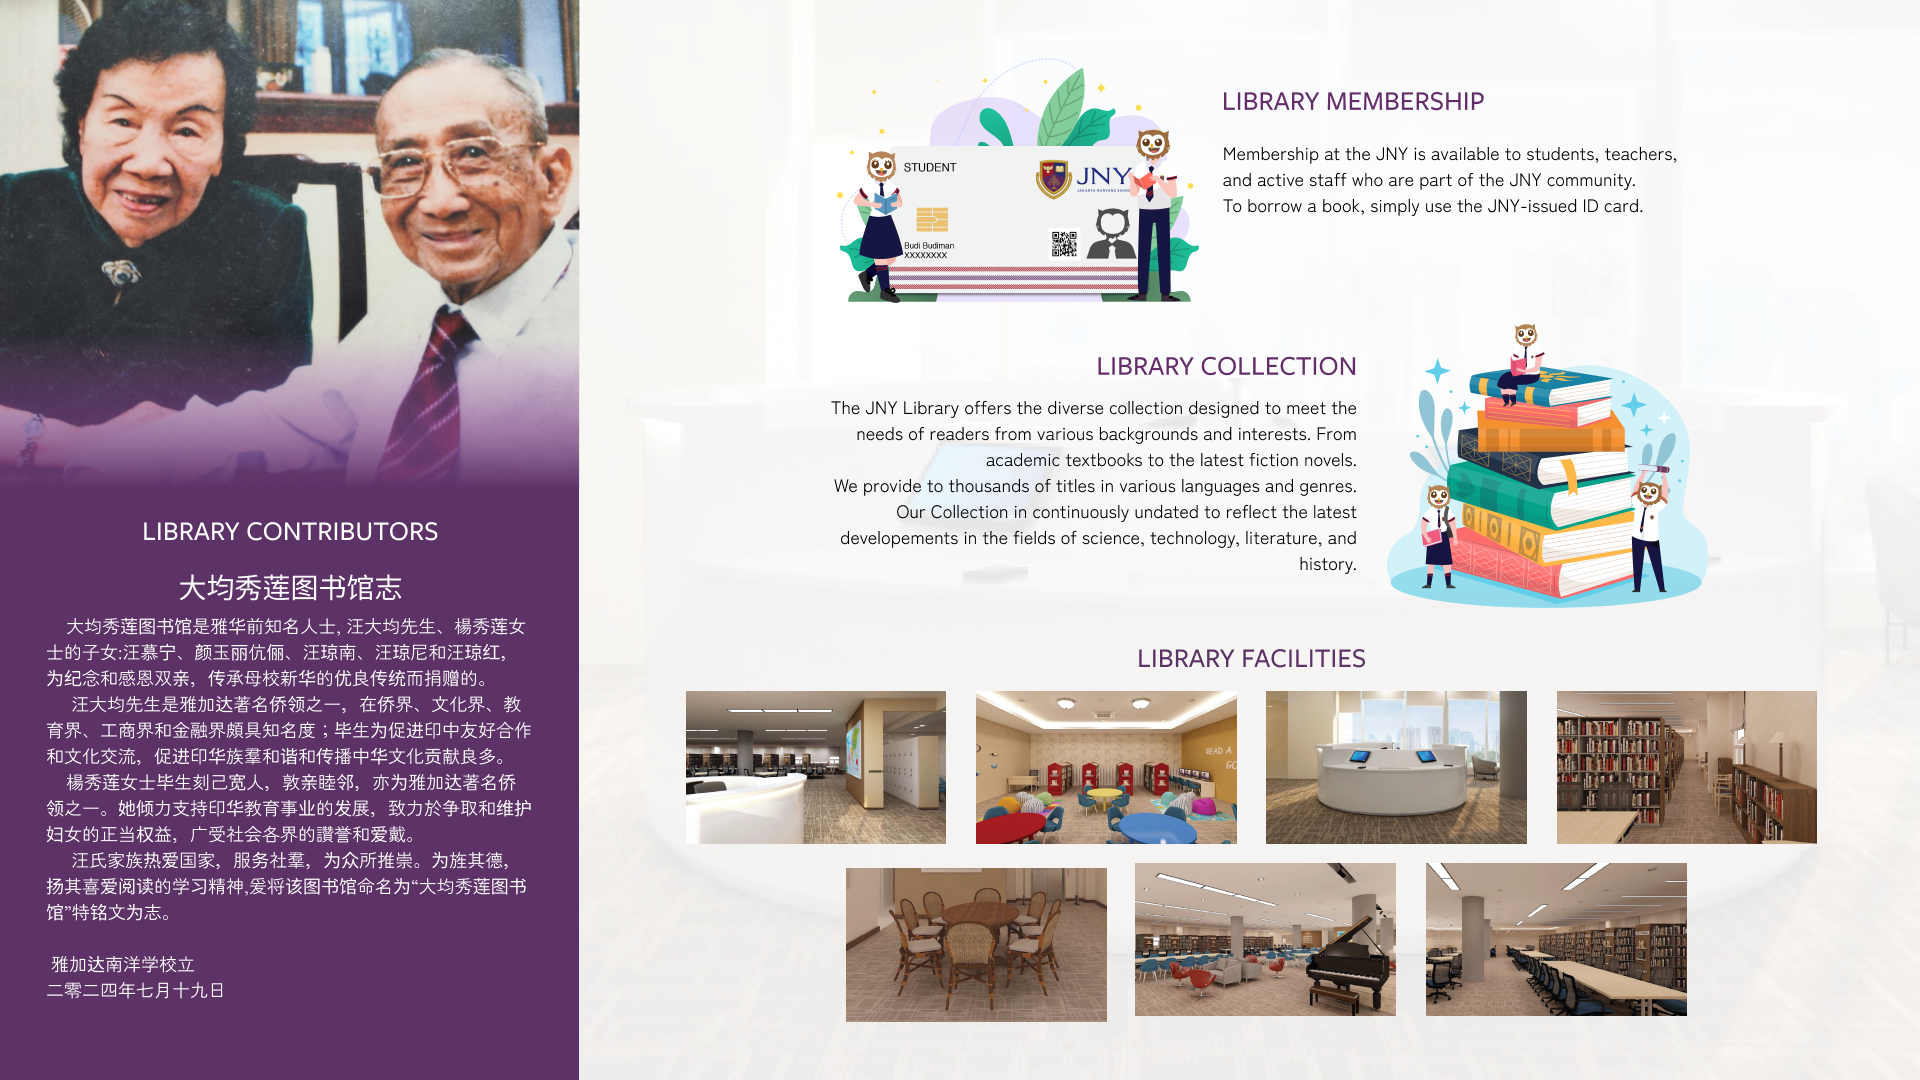 LIBRARY CONTRIBUTORS
大均秀莲图书馆志
大均秀莲图书馆是雅华前知名人士, 汪大均先生、楊秀莲女
士的子女:汪慕宁、颜玉丽伉俪、汪琼南、汪琼尼和汪琼红，
为纪念和感恩双亲，传承母校新华的优良传统而捐赠的。
汪大均先生是雅加达著名侨领之一，在侨界、文化界、教
育界、工商界和金融界頗具知名度；毕生为促进印中友好合作
和文化交流，促进印华族羣和谐和传播中华文化贡献良多。
楊秀莲女士毕生刻己宽人，敦亲睦邻，亦为雅加达著名侨
领之一。她倾力支持印华教育事业的发展，致力於争取和维护
妇女的正当权益，广受社会各界的讚誉和爱戴。
汪氏家族热爱国家，服务社羣，为众所推崇。为旌其德，
扬其喜爱阅读的学习精神,爰将该图书馆命名为“大均秀莲图书
馆”特铭文为志。
雅加达南洋学校立
二零二四年七月十九日
STUDENT
JNY
Budi Budiman
XXXXXXXX
LIBRARY MEMBERSHIP
Membership at the JNY is available to students, teachers,
and active staff who are part of the JNY community.
To borrow a book, simply use the JNY-issued ID card.
LIBRARY COLLECTION
The JNY Library offers the diverse collection designed to meet the
needs of readers from various backgrounds and interests. From
academic textbooks to the latest fiction novels.
We provide to thousands of titles in various languages and genres.
Our Collection in continuously undated to reflect the latest
developements in the fields of science, technology, literature, and
history.
LIBRARY FACILITIES
READ A
GO